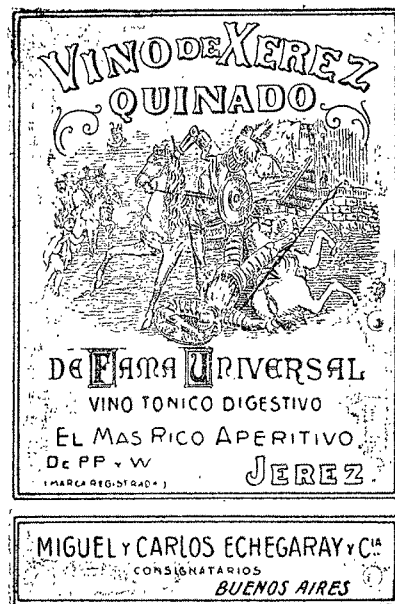 VINO DE XEREZ
QUINADO
DE FAMA UNIVERSAL
VINO TONICO DIGESTIVO
EL MAS RICO APERITIVO
De PP y W
(MARCA REGISTRADA)
JEREZ
MIGUEL Y CARLOS ECHEGARAY Y CIA
CONSIGNATARIOS
BUENOS AIRES